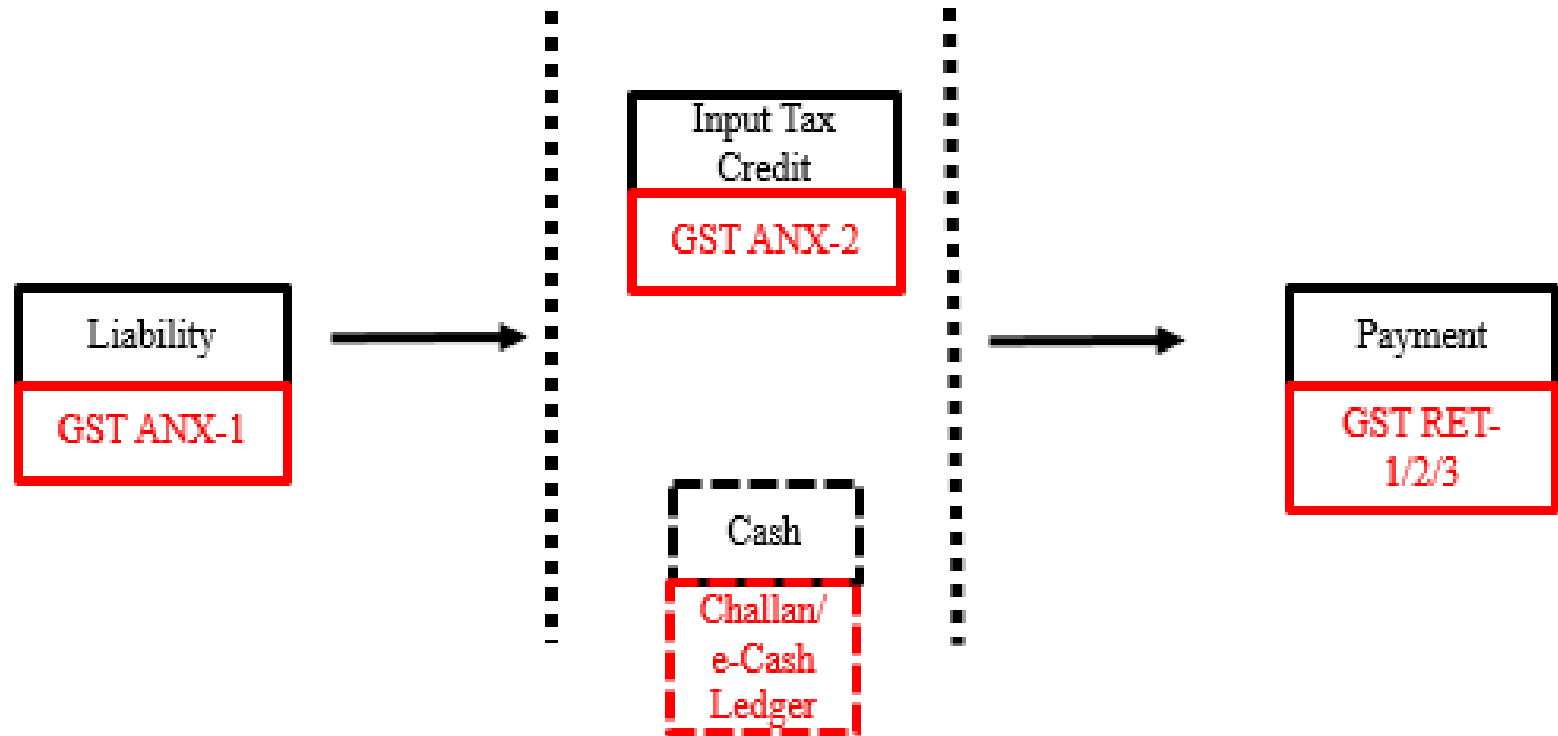 Liability
GST ANX-1
Input Tax
Credit
GST ANX-2
Cash
Challan/
e-Cash
Ledger
Payment
GST RET-
1/2/3